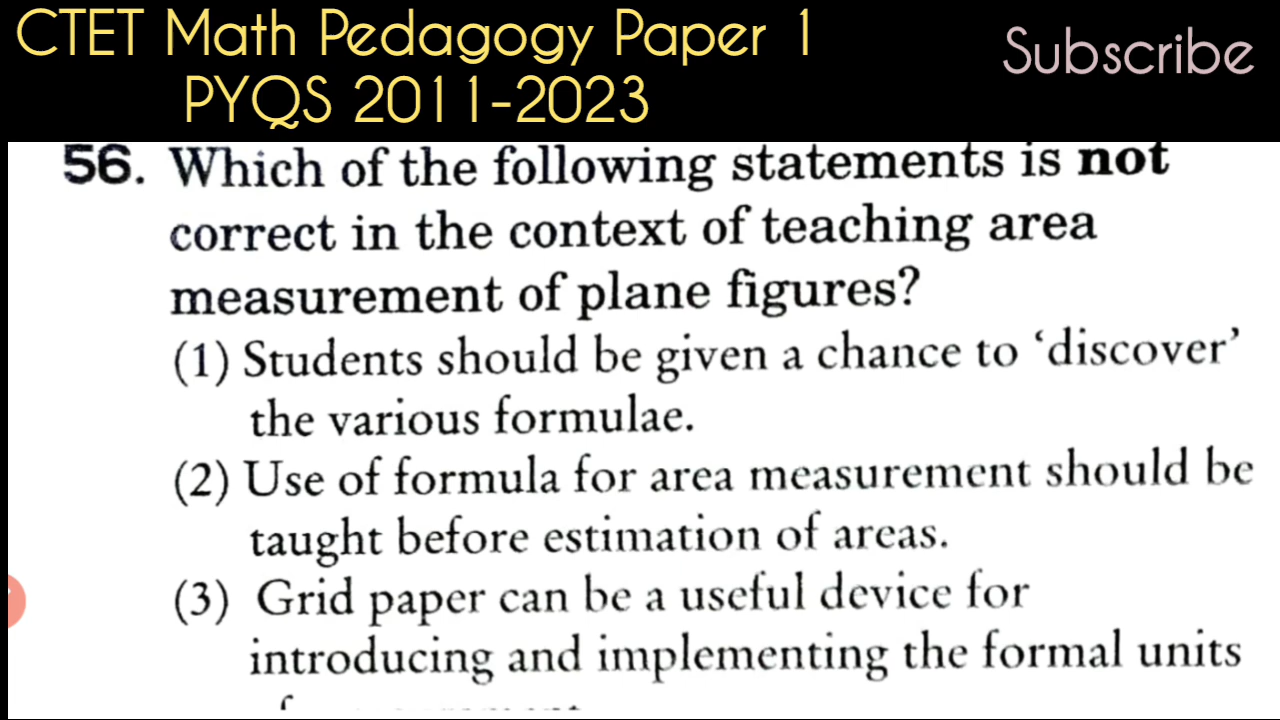 CTET Math Pedagogy Paper 1
PYQS 2011-2023
Subscribe
56. Which of the following statements is not
correct in the context of teaching area
measurement of plane figures?
(1) Students should be given a chance to ‘discover’
the various formulae.
(2) Use of formula for area measurement should be
taught before estimation of areas.
(3) Grid paper can be a useful device for
introducing and implementing the formal units